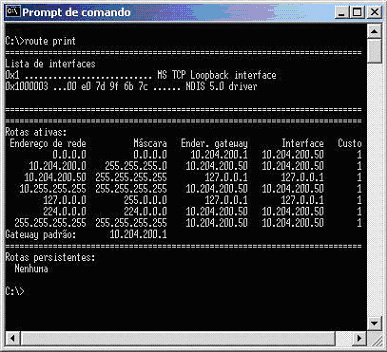 Prompt de comando
C:\>route print
===========================================================================
Lista de interfaces
0x1 ........................... MS TCP Loopback interface
0x1000003 ...00 e0 7d 9f 6b 7c ...... NDIS 5.0 driver
===========================================================================
===========================================================================
Rotas ativas:
Endereço de rede Máscara Ender. gateway Interface Custo
0.0.0.0 0.0.0.0 10.204.200.1 10.204.200.50 1
10.204.200.0 255.255.255.0 10.204.200.50 10.204.200.50 1
10.204.200.50 255.255.255.255 127.0.0.1 127.0.0.1 1
10.255.255.255 255.255.255.255 10.204.200.50 10.204.200.50 1
127.0.0.0 255.0.0.0 127.0.0.1 127.0.0.1 1
224.0.0.0 224.0.0.0 10.204.200.50 10.204.200.50 1
255.255.255.255 255.255.255.255 10.204.200.50 10.204.200.50 1
Gateway padrão: 10.204.200.1
===========================================================================
Rotas persistentes:
Nenhuma
C:\>